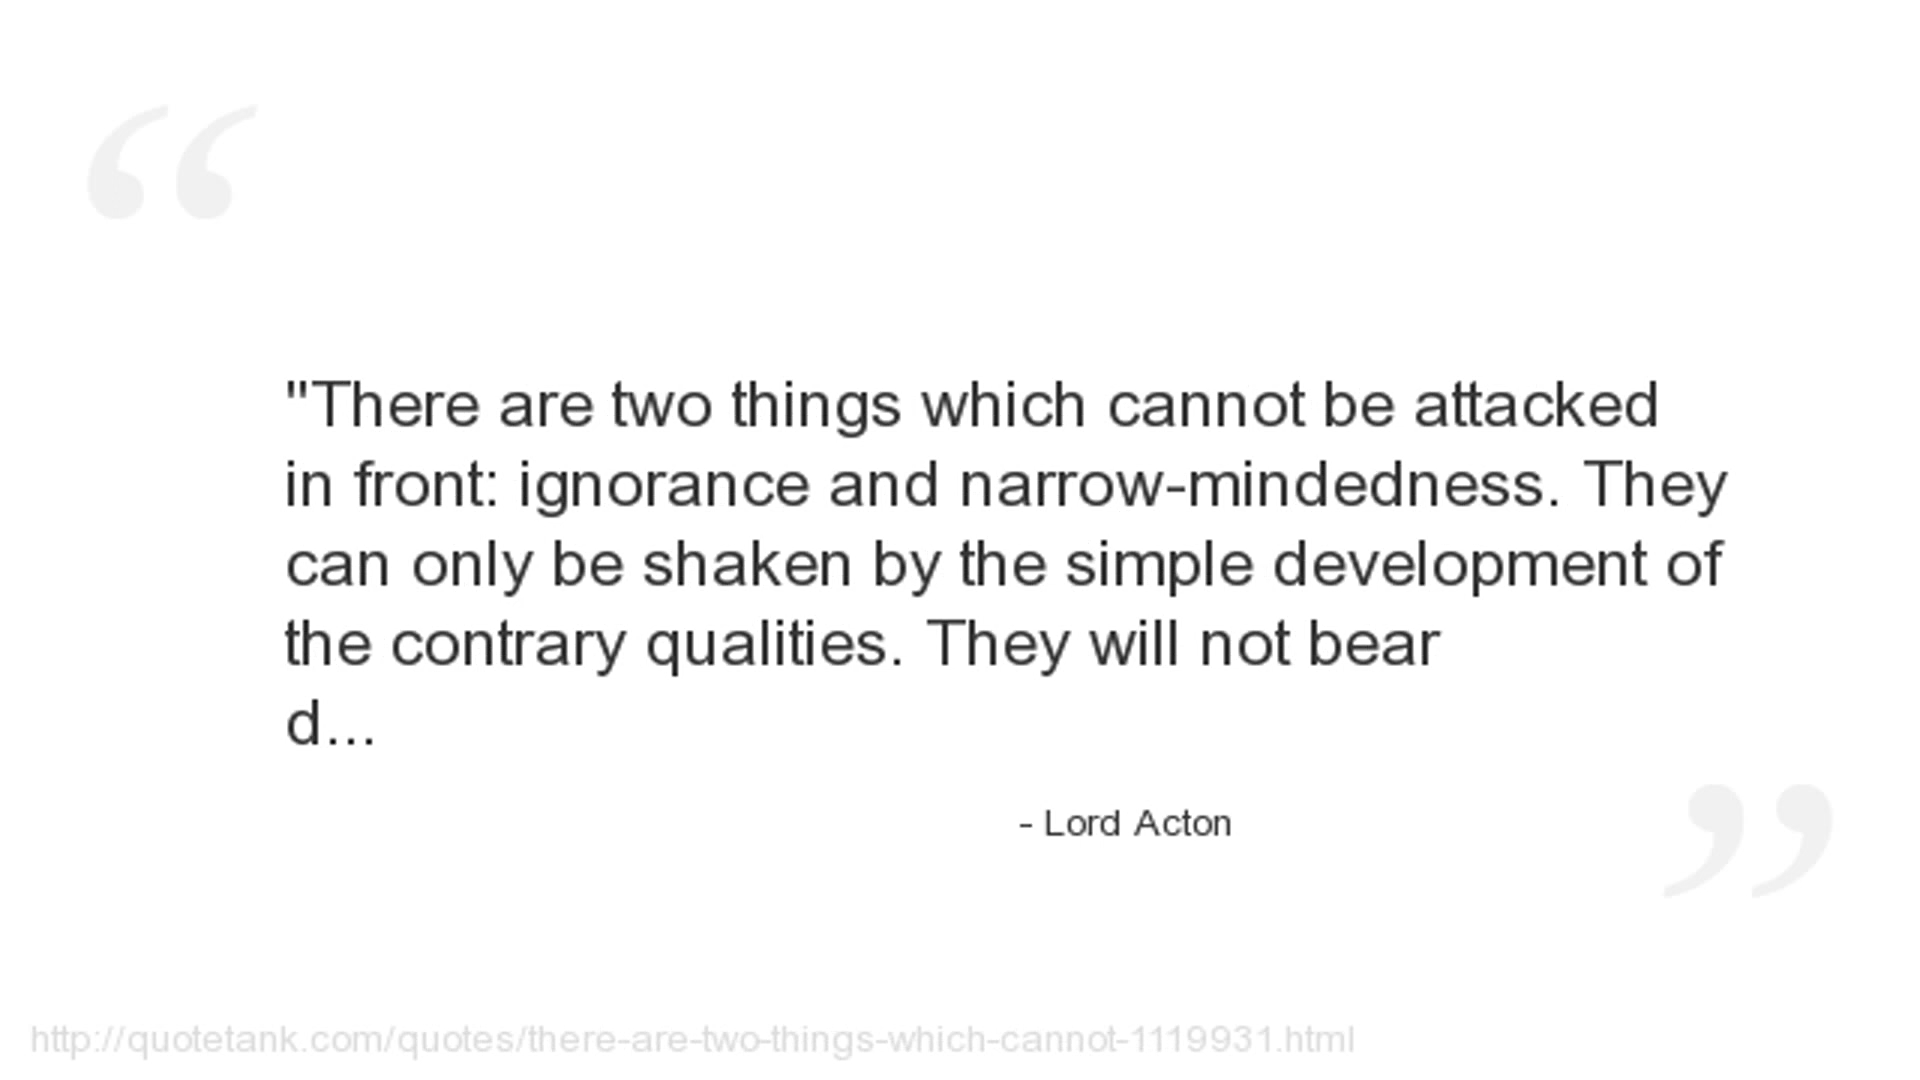 "There are two things which cannot be attacked
in front: ignorance and narrow-mindedness. They
can only be shaken by the simple development of
the contrary qualities. They will not bear
d...
- Lord Acton
http://quotetank.com/quotes/there-are-two-things-which-cannot-1119931.html